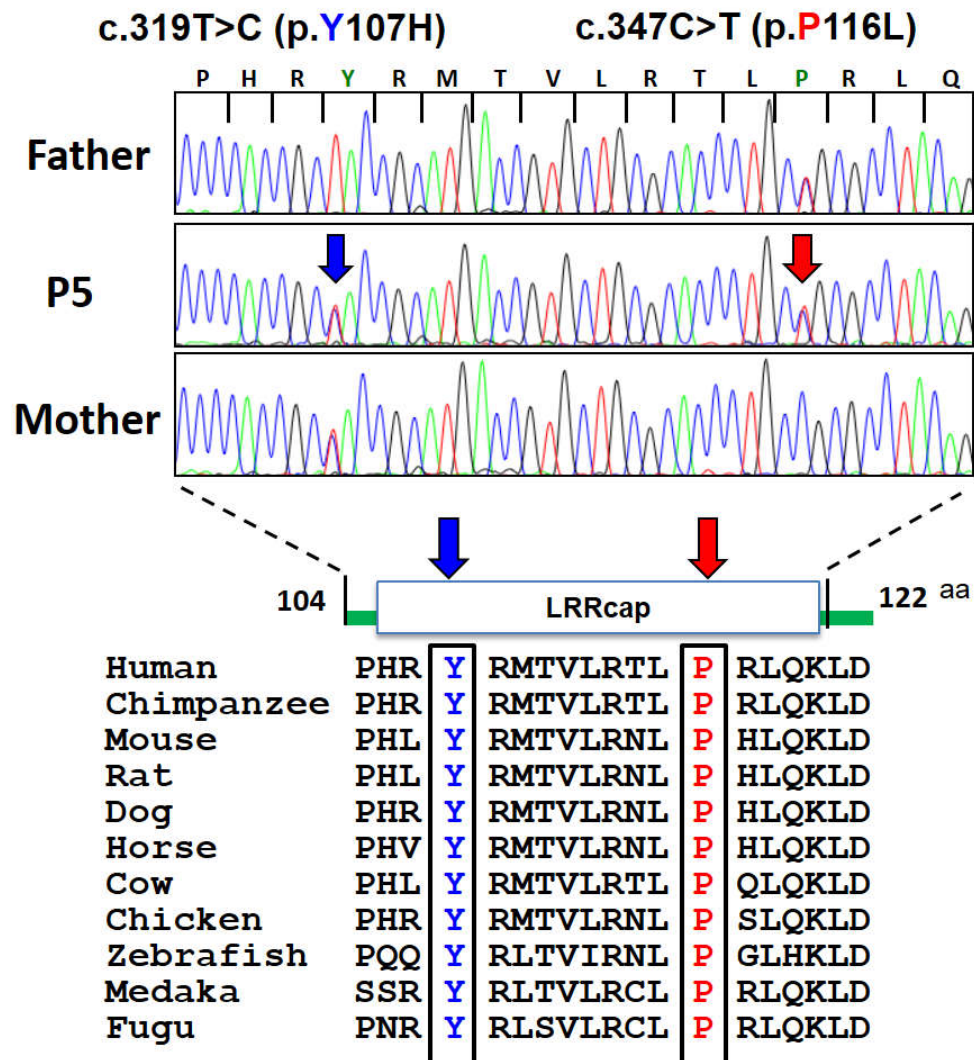 c.319T>C (p.Y107H) c.347C>T (p.P116L)
P H R Y R M T V L R T L P R L Q
Father
P5
Mother
104 LRRcap 122 aa
Human PHR Y RMTVLRTL P RLQKLD
Chimpanzee PHR Y RMTVLRTL P RLQKLD
Mouse PHL Y RMTVLRNL P HLQKLD
Rat PHL Y RMTVLRNL P HLQKLD
Dog PHR Y RMTVLRNL P HLQKLD
Horse PHV Y RMTVLRNL P HLQKLD
Cow PHL Y RMTVLRTL P QLQKLD
Chicken PHR Y RMTVLRNL P SLQKLD
Zebrafish PQQ Y RLTVIRNL P GLHKLD
Medaka SSR Y RLTVLRCL P RLQKLD
Fugu PNR Y RLSVLRCL P RLQKLD